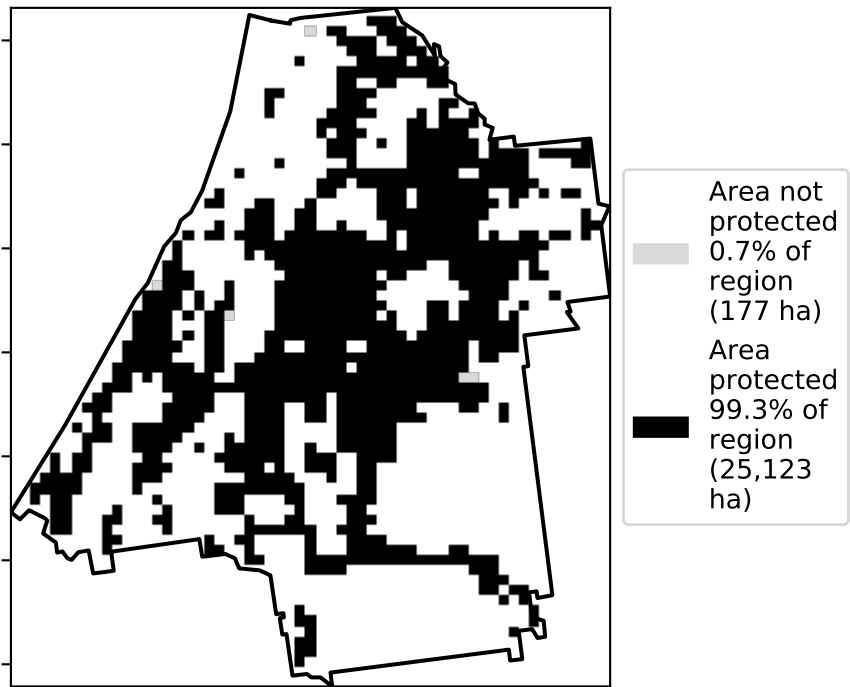 Area not
protected
0.7% of
region
(177 ha)
Area
protected
99.3% of
region
(25,123
ha)